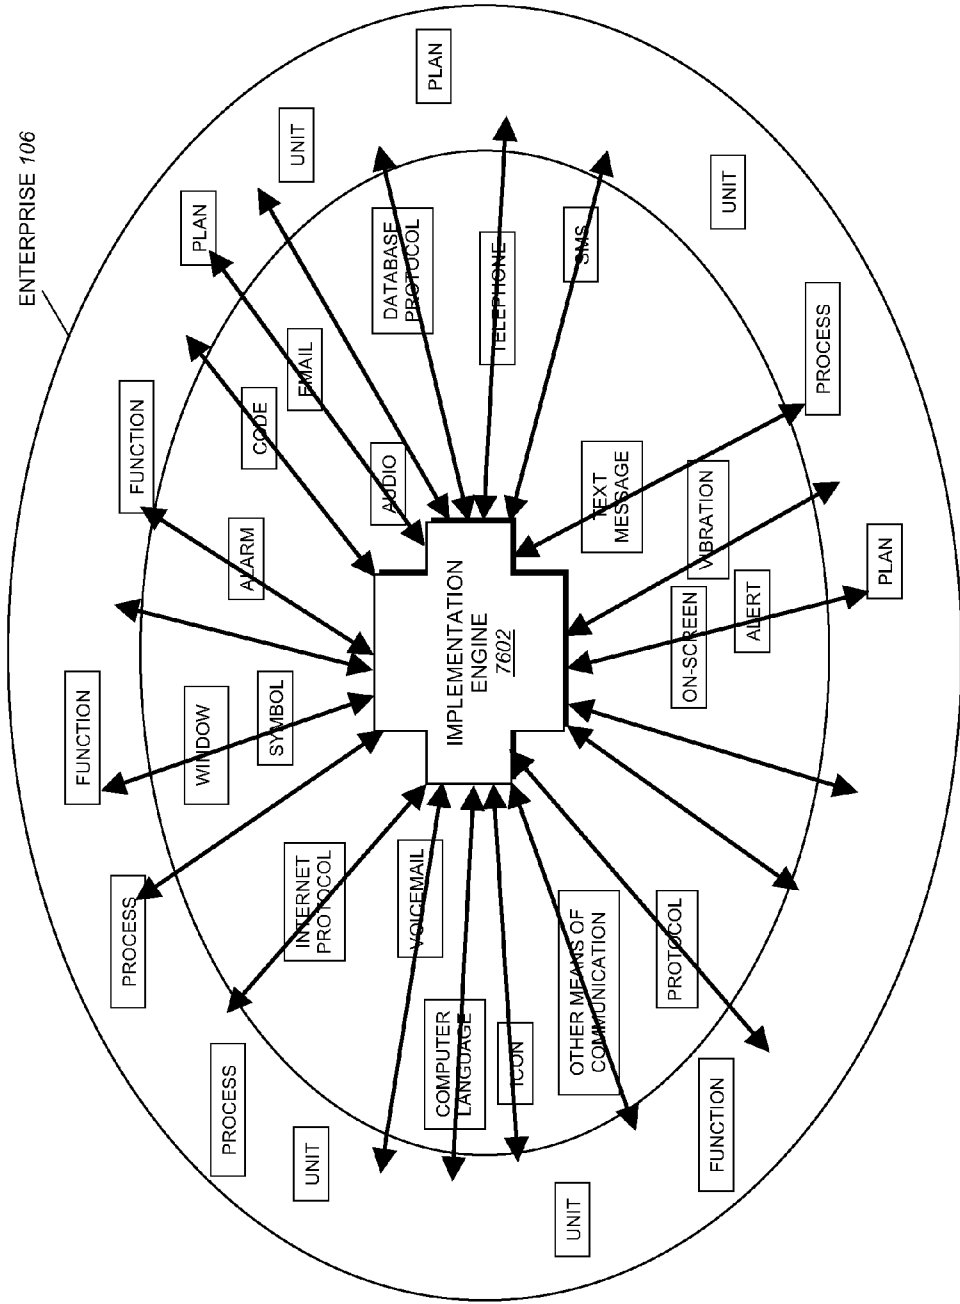 ENTERPRISE 106
FUNCTION
PROCESS
FUNCTION
PLAN
WINDOW
PROCESS
ALARM
CODE
SYMBOL
UNIT
EMAIL
UNIT
INTERNET
PROTOCOL
AUDIO
DATABASE
PROTOCOL
VOICEMAIL
PLAN
COMPUTER
LANGUAGE
IMPLEMENTATION
ENGINE
7602
TELEPHONE
ICON
UNIT
SMS
OTHER MEANS OF
COMMUNICATION
TEXT
MESSAGE
PROTOCOL
ON-SCREEN
VIBRATION
FUNCTION
UNIT
ALERT
PROCESS
PLAN